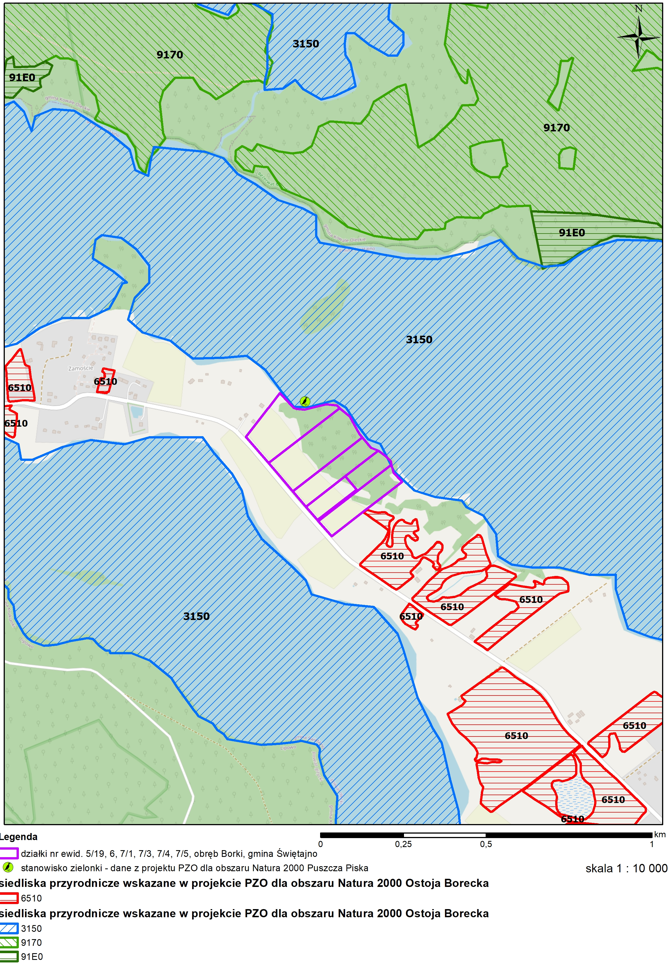 N
3150
9170
91E0
9170
91E0
3150
6510
6510
6510
6510
6510
6510
6510
3150
6510
6510
6510
6510
Legenda
działki nr ewid. 5/19, 6, 7/1, 7/3, 7/4, 7/5, obręb Borki, gmina Świętajno
stanowisko zielonki - dane z projektu PZO dla obszaru Natura 2000 Puszcza Piska
siedliska przyrodnicze wskazane w projekcie PZO dla obszaru Natura 2000 Ostoja Borecka
6510
siedliska przyrodnicze wskazane w projekcie PZO dla obszaru Natura 2000 Ostoja Borecka
3150
9170
91E0
km
0 0,25 0,5 1
skala 1 : 10 000